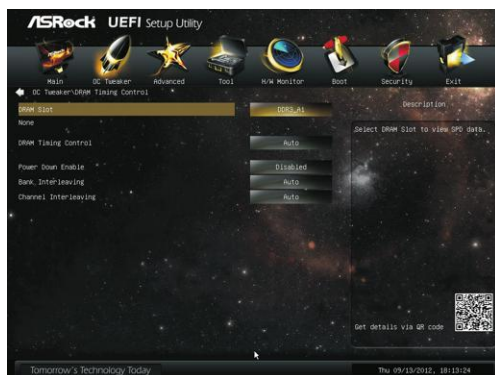 ASRock UEFI Setup Utility
Main OC Tweaker Advanced Tool H/W Monitor Boot Security Exit
OC Tweaker\DRAM Timing Control
DRAM Slot DDR3_A1
None
DRAM Timing Control Auto
Power Down Enable Disabled
Bank Interleaving Auto
Channel Interleaving Auto
Description
Select DRAM Slot to view SPD data.
Get details via QR code
Tomorrow's Technology Today
Thu 09/13/2012, 18:13:24